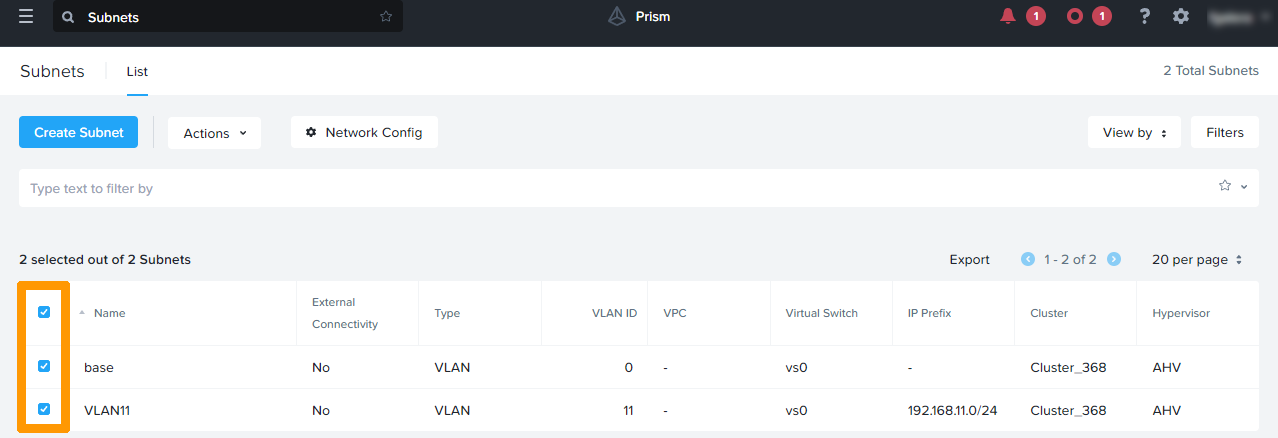 Subnets
Prism
1
1
?
Subnets
List
2 Total Subnets
Create Subnet
Actions
Network Config
View by
Filters
Type text to filter by
2 selected out of 2 Subnets
Export
1 - 2 of 2
20 per page
Name
External Connectivity
Type
VLAN ID
VPC
Virtual Switch
IP Prefix
Cluster
Hypervisor
base No VLAN 0 - vs0 - Cluster_368 AHV
VLAN11 No VLAN 11 - vs0 192.168.11.0/24 Cluster_368 AHV